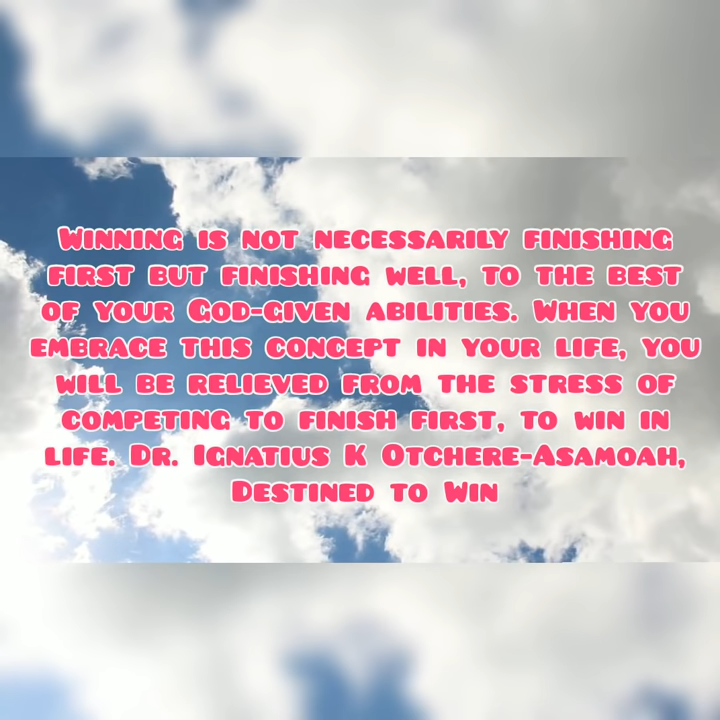 Winning is not necessarily finishing
first but finishing well, to the best
of your God-given abilities. When you
embrace this concept in your life, you
will be relieved from the stress of
competing to finish first, to win in
life. Dr. Ignatius K Otchere-Asamoah,
Destined to Win